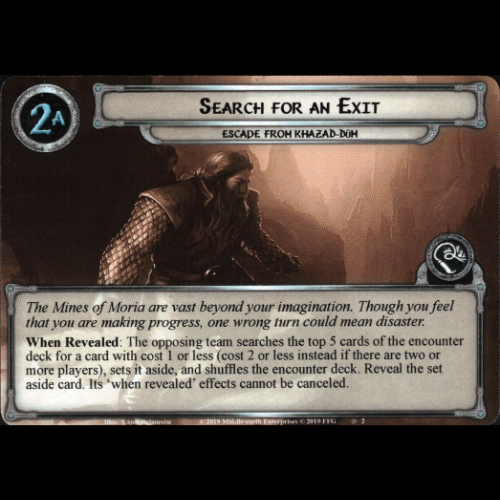 2A
SEARCH FOR AN EXIT
ESCAPE FROM KHAZAD-DÛM
The Mines of Moria are vast beyond your imagination. Though you feel
that you are making progress, one wrong turn could mean disaster.
When Revealed: The opposing team searches the top 5 cards of the encounter
deck for a card with cost 1 or less (cost 2 or less instead if there are two or
more players), sets it aside, and shuffles the encounter deck. Reveal the set
aside card. Its 'when revealed' effects cannot be canceled.
Illus. © 2019 Middle-earth Enterprises © 2019 FFG 2